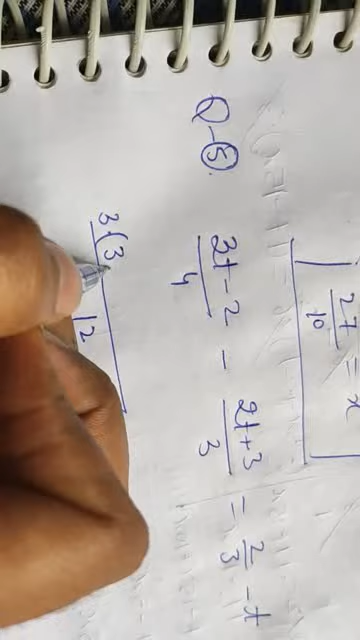 27/10 = x
Q-⑤ (3t-2)/4 - (2t+3)/3 = 2/3 - t
3(3 /12